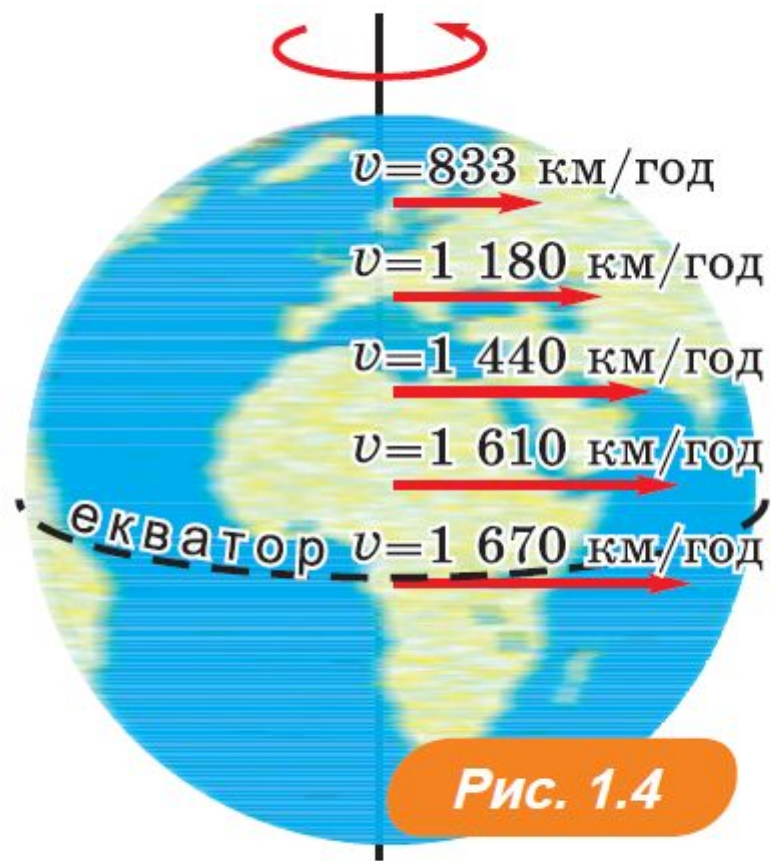 v=833 км/год
v=1 180 км/год
v=1 440 км/год
v=1 610 км/год
екватор v=1 670 км/год
Рис. 1.4